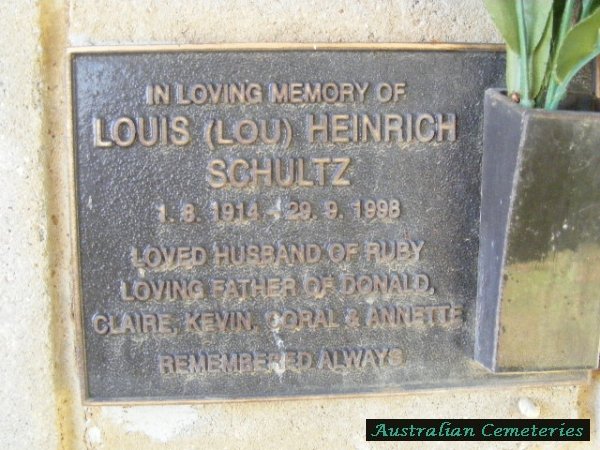 IN LOVING MEMORY OF
LOUIS (LOU) HEINRICH
SCHULTZ
1. 8. 1914 - 29. 9. 1998
LOVED HUSBAND OF RUBY
LOVING FATHER OF DONALD,
CLAIRE, KEVIN, CORAL & ANNETTE
REMEMBERED ALWAYS
Australian Cemeteries